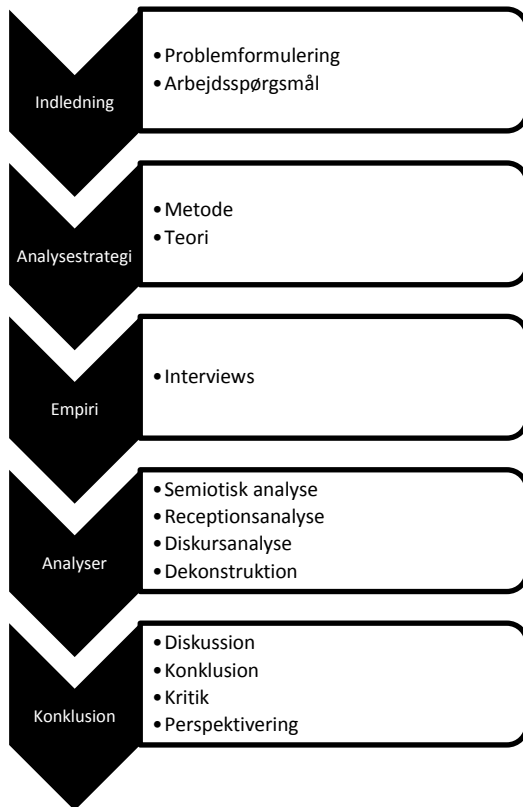 Indledning
•Problemformulering
•Arbejdsspørgsmål
Analysestrategi
•Metode
•Teori
Empiri
•Interviews
Analyser
•Semiotisk analyse
•Receptionsanalyse
•Diskursanalyse
•Dekonstruktion
Konklusion
•Diskussion
•Konklusion
•Kritik
•Perspektivering